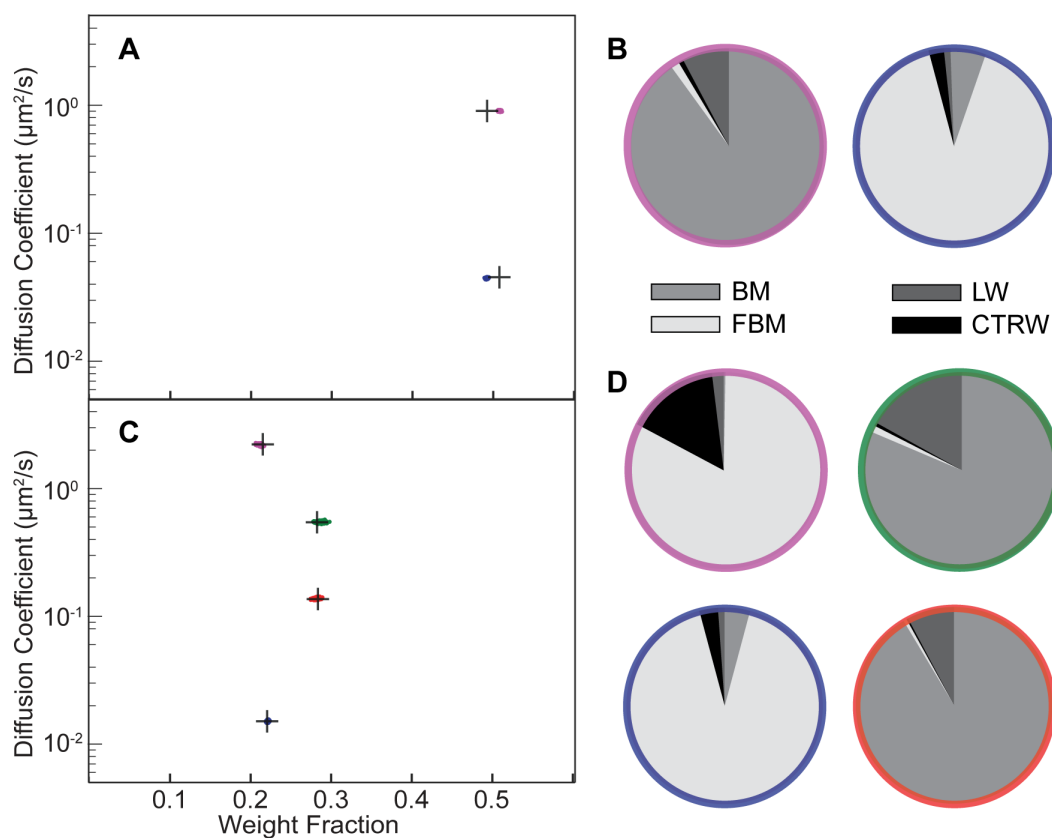 A
Diffusion Coefficient (μm²/s)
10⁰
10⁻¹
10⁻²
B
BM
FBM
LW
CTRW
C
Diffusion Coefficient (μm²/s)
10⁰
10⁻¹
10⁻²
0.1 0.2 0.3 0.4 0.5
Weight Fraction
D